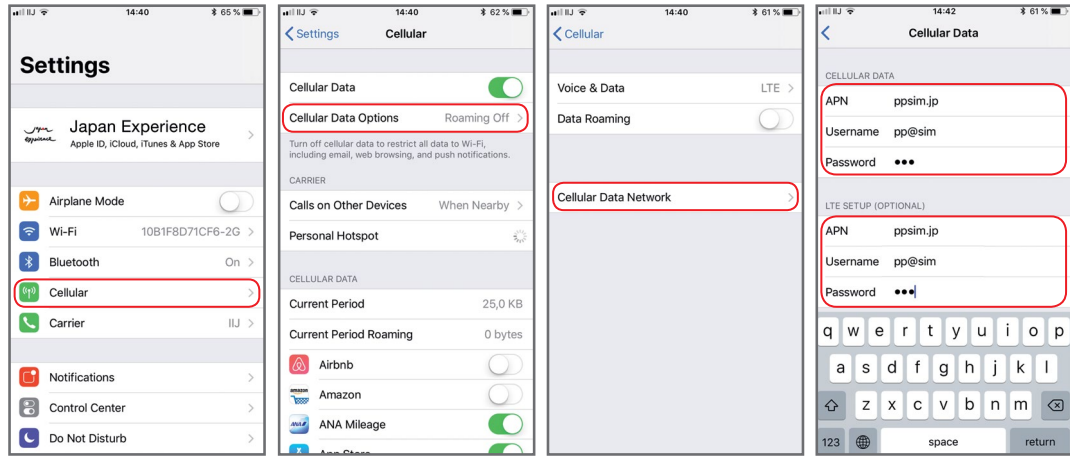 IIJ 14:40 65 %
Settings
Japan Experience
Apple ID, iCloud, iTunes & App Store
Airplane Mode
Wi-Fi 10B1F8D71CF6-2G
Bluetooth On
Cellular
Carrier IIJ
Notifications
Control Center
Do Not Disturb
IIJ 14:40 62 %
Settings Cellular
Cellular Data
Cellular Data Options Roaming Off
Turn off cellular data to restrict all data to Wi-Fi,
including email, web browsing, and push notifications.
CARRIER
Calls on Other Devices When Nearby
Personal Hotspot
CELLULAR DATA
Current Period 25,0 KB
Current Period Roaming 0 bytes
Airbnb
amazon
Amazon
ANA
ANA Mileage
App Store
IIJ 14:40 61 %
Cellular
Voice & Data LTE
Data Roaming
Cellular Data Network
IIJ 14:42 61 %
Cellular Data
CELLULAR DATA
APN ppsim.jp
Username pp@sim
Password •••
LTE SETUP (OPTIONAL)
APN ppsim.jp
Username pp@sim
Password •••
q w e r t y u i o p
a s d f g h j k l
z x c v b n m
123 space return